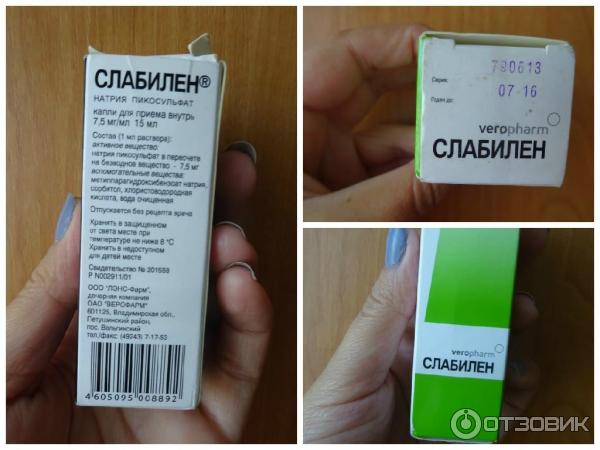 СЛАБИЛЕН®
НАТРИЯ ПИКОСУЛЬФАТ
капли для приема внутрь
7,5 мг/мл 15 мл
Состав (1 мл раствора):
активное вещество:
натрия пикосульфат в пересчете
на безводное вещество - 7,5 мг
вспомогательные вещества:
метилпарагидроксибензоат натрия,
сорбитол, хлористоводородная
кислота, вода очищенная
Отпускается без рецепта врача
Хранить в защищенном
от света месте при
температуре не ниже 8 °С
Хранить в недоступном
для детей месте
Свидетельство № 201558
Р N002911/01
ООО "ЛЭНС-Фарм",
дочерняя компания
ОАО "ВЕРОФАРМ"
601125, Владимирская обл.,
Петушинский район,
пос. Вольгинский
тел./факс: (49243) 7-17-53
4605095008892
Серия: 790613
Годен до: 07 16
veropharm
СЛАБИЛЕН
veropharm
СЛАБИЛЕН
ОТЗОВИК